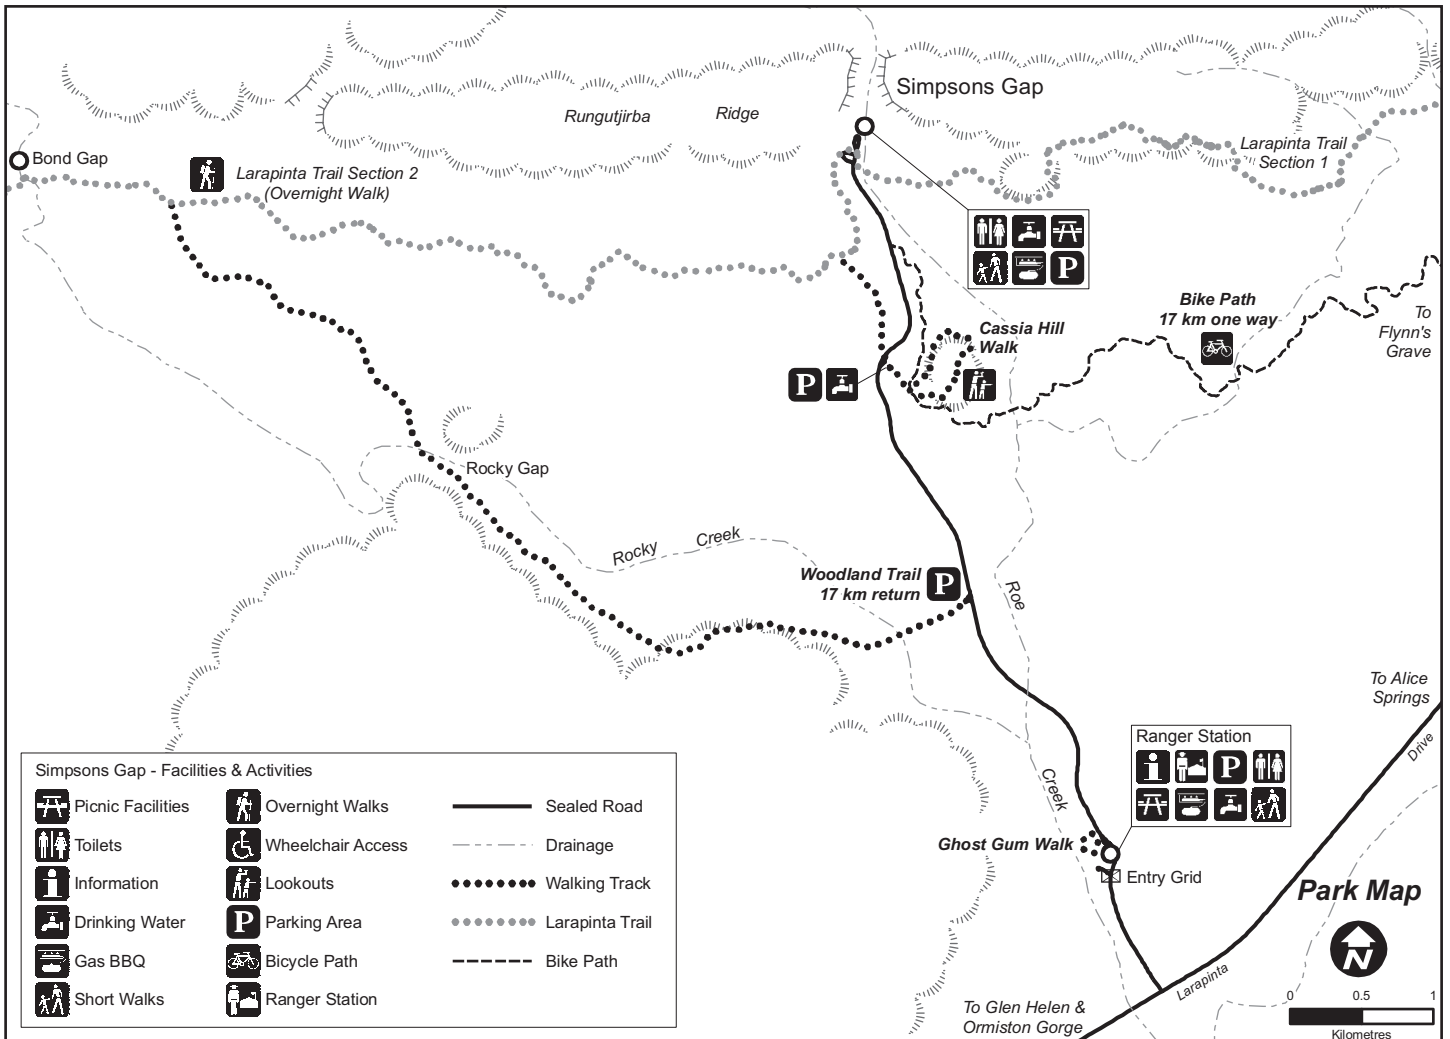 Simpsons Gap
Rungutjirba Ridge
Bond Gap
Larapinta Trail Section 2
(Overnight Walk)
Larapinta Trail
Section 1
P
Bike Path
17 km one way
To
Flynn's
Grave
Cassia Hill
Walk
P
Rocky Gap
Rocky Creek
Woodland Trail
17 km return
P
Roe
Creek
To Alice
Springs
Drive
Ranger Station
P
Ghost Gum Walk
Entry Grid
Larapinta
To Glen Helen &
Ormiston Gorge
Park Map
N
0 0.5 1
Kilometres
Simpsons Gap - Facilities & Activities
Picnic Facilities
Toilets
Information
Drinking Water
Gas BBQ
Short Walks
Overnight Walks
Wheelchair Access
Lookouts
P Parking Area
Bicycle Path
Ranger Station
Sealed Road
Drainage
Walking Track
Larapinta Trail
Bike Path